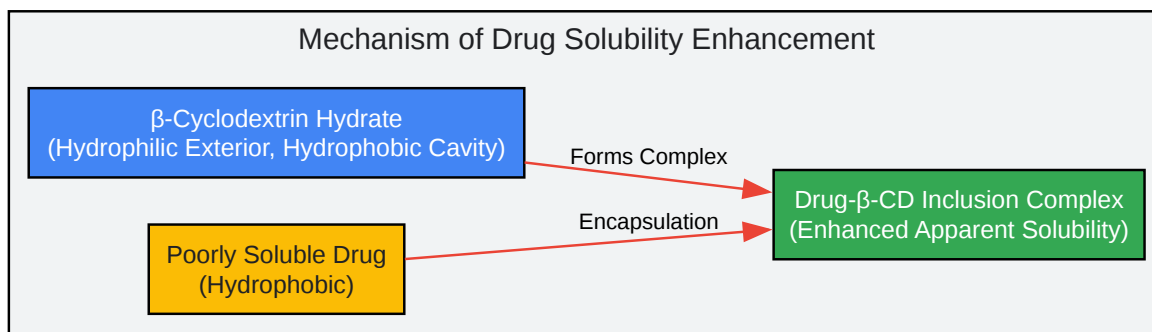 Mechanism of Drug Solubility Enhancement
β-Cyclodextrin Hydrate
(Hydrophilic Exterior, Hydrophobic Cavity)
Forms Complex
Poorly Soluble Drug
(Hydrophobic)
Encapsulation
Drug-β-CD Inclusion Complex
(Enhanced Apparent Solubility)